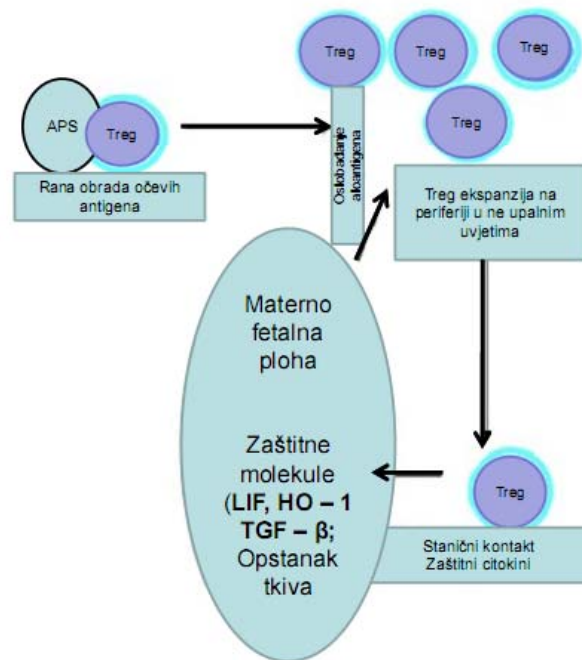 Treg
Treg
Treg
Treg
APS
Treg
Rana obrada očevih
antigena
Oslobađanje
aloantigena
Treg ekspanzija na
periferiji u ne upalnim
uvjetima
Materno
fetalna
ploha
Zaštitne
molekule
(LIF, HO – 1
TGF – β;
Opstanak
tkiva
Treg
Stanični kontakt
Zaštitni citokini